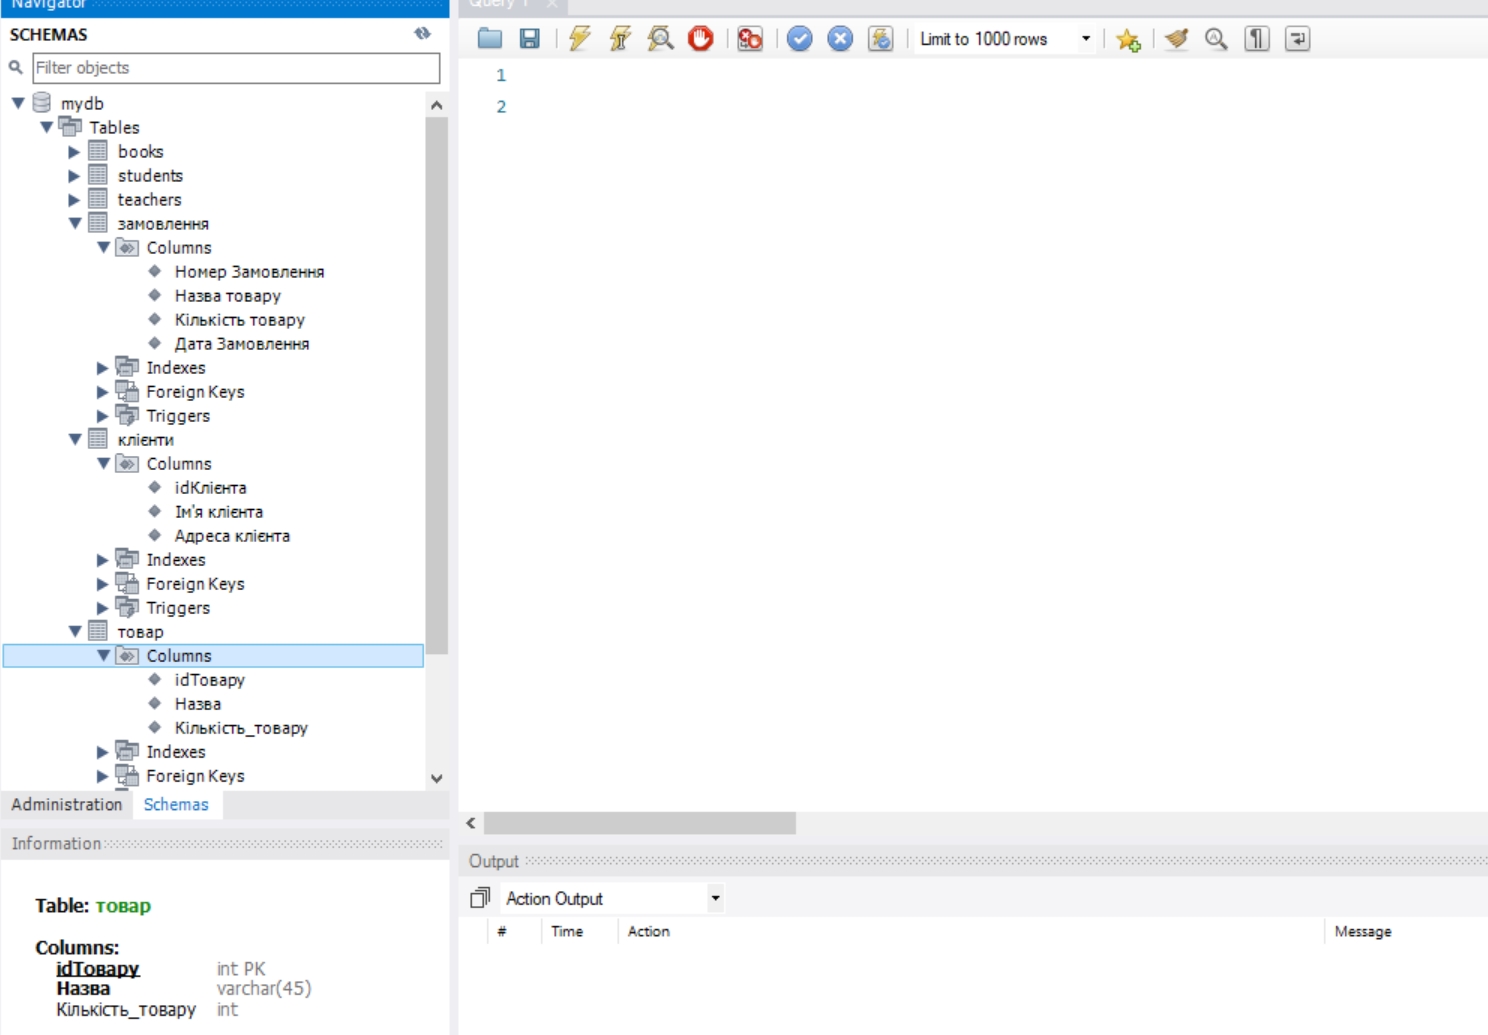 Navigator
SCHEMAS
Filter objects
mydb
Tables
books
students
teachers
замовлення
Columns
Номер Замовлення
Назва товару
Кількість товару
Дата Замовлення
Indexes
Foreign Keys
Triggers
клієнти
Columns
idКлієнта
Ім'я клієнта
Адреса клієнта
Indexes
Foreign Keys
Triggers
товар
Columns
idТовару
Назва
Кількість_товару
Indexes
Foreign Keys
Administration Schemas
Information
Table: товар
Columns:
idТовару int PK
Назва varchar(45)
Кількість_товару int
Query 1
Limit to 1000 rows
1
2
Output
Action Output
# Time Action Message